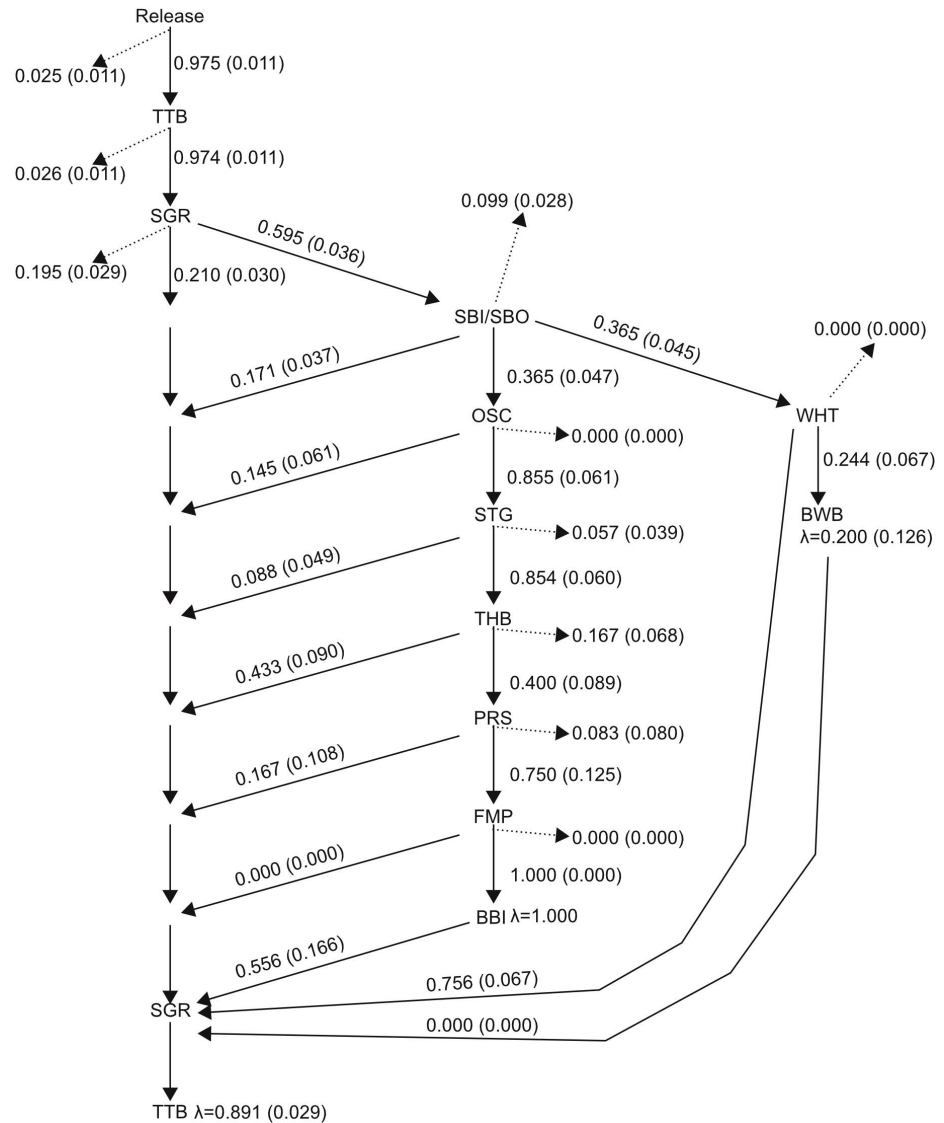 Release
0.975 (0.011)
0.025 (0.011)
TTB
0.974 (0.011)
0.026 (0.011)
0.099 (0.028)
SGR
0.595 (0.036)
0.195 (0.029)
0.210 (0.030)
SBI/SBO
0.365 (0.045)
0.000 (0.000)
0.171 (0.037)
0.365 (0.047)
OSC
WHT
0.000 (0.000)
0.145 (0.061)
0.855 (0.061)
0.244 (0.067)
STG
BWB
0.057 (0.039)
λ=0.200 (0.126)
0.088 (0.049)
0.854 (0.060)
THB
0.167 (0.068)
0.433 (0.090)
0.400 (0.089)
PRS
0.083 (0.080)
0.167 (0.108)
0.750 (0.125)
FMP
0.000 (0.000)
0.000 (0.000)
1.000 (0.000)
BBI λ=1.000
0.556 (0.166)
0.756 (0.067)
SGR
0.000 (0.000)
TTB λ=0.891 (0.029)